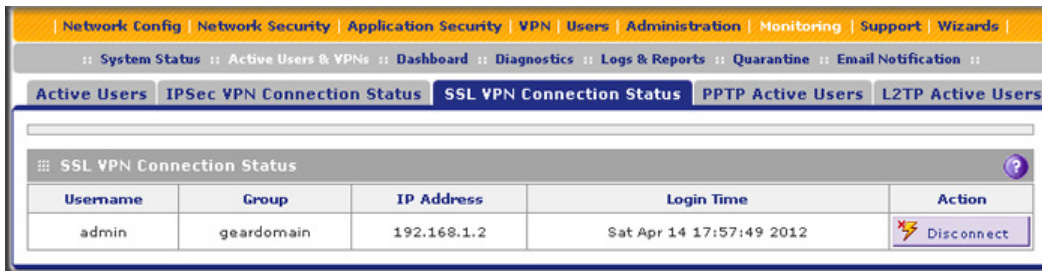 | Network Config | Network Security | Application Security | VPN | Users | Administration | Monitoring | Support | Wizards |
:: System Status :: Active Users & VPNs :: Dashboard :: Diagnostics :: Logs & Reports :: Quarantine :: Email Notification ::
Active Users IPSec VPN Connection Status SSL VPN Connection Status PPTP Active Users L2TP Active Users
SSL VPN Connection Status ?
Username Group IP Address Login Time Action
admin geardomain 192.168.1.2 Sat Apr 14 17:57:49 2012 Disconnect